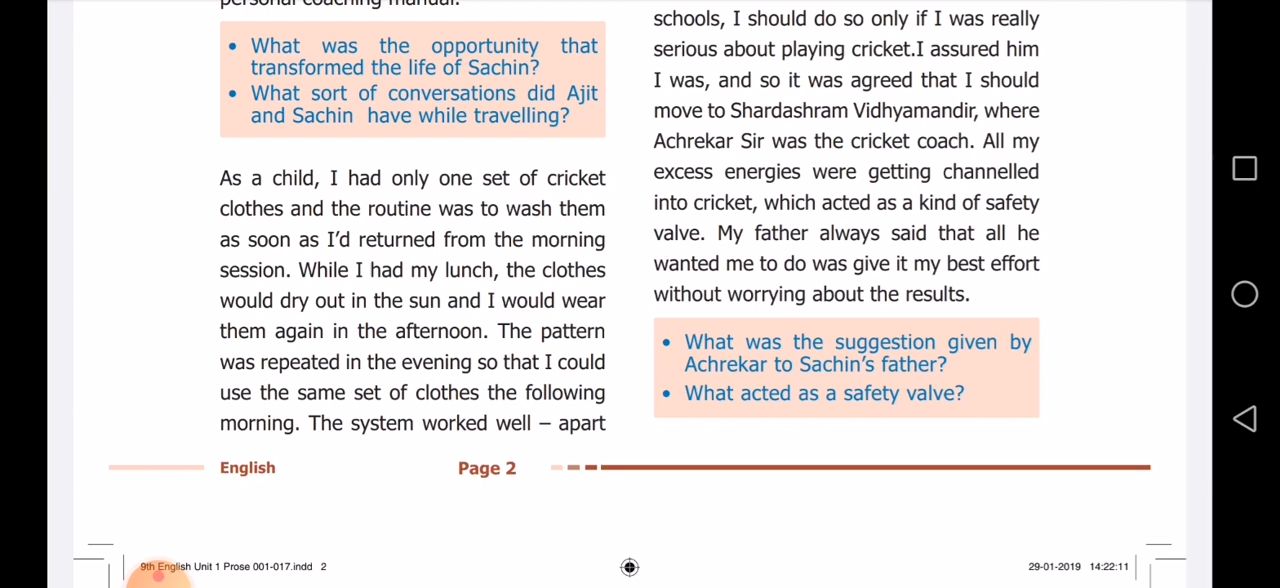 personal coaching manual.
• What was the opportunity that
transformed the life of Sachin?
• What sort of conversations did Ajit
and Sachin have while travelling?
As a child, I had only one set of cricket
clothes and the routine was to wash them
as soon as I’d returned from the morning
session. While I had my lunch, the clothes
would dry out in the sun and I would wear
them again in the afternoon. The pattern
was repeated in the evening so that I could
use the same set of clothes the following
morning. The system worked well – apart
schools, I should do so only if I was really
serious about playing cricket.I assured him
I was, and so it was agreed that I should
move to Shardashram Vidhyamandir, where
Achrekar Sir was the cricket coach. All my
excess energies were getting channelled
into cricket, which acted as a kind of safety
valve. My father always said that all he
wanted me to do was give it my best effort
without worrying about the results.
• What was the suggestion given by
Achrekar to Sachin’s father?
• What acted as a safety valve?
English Page 2
9th English Unit 1 Prose 001-017.indd 2 29-01-2019 14:22:11